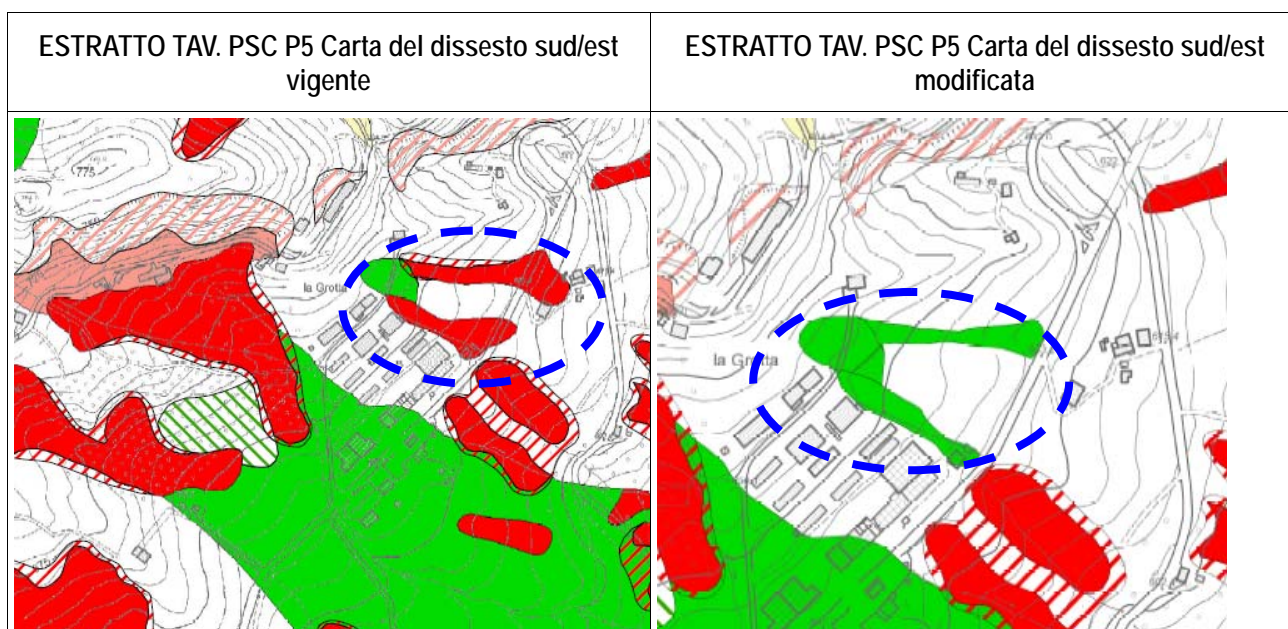 ESTRATTO TAV. PSC P5 Carta del dissesto sud/est
vigente
ESTRATTO TAV. PSC P5 Carta del dissesto sud/est
modificata
775
la Grotta
la Grotta
622